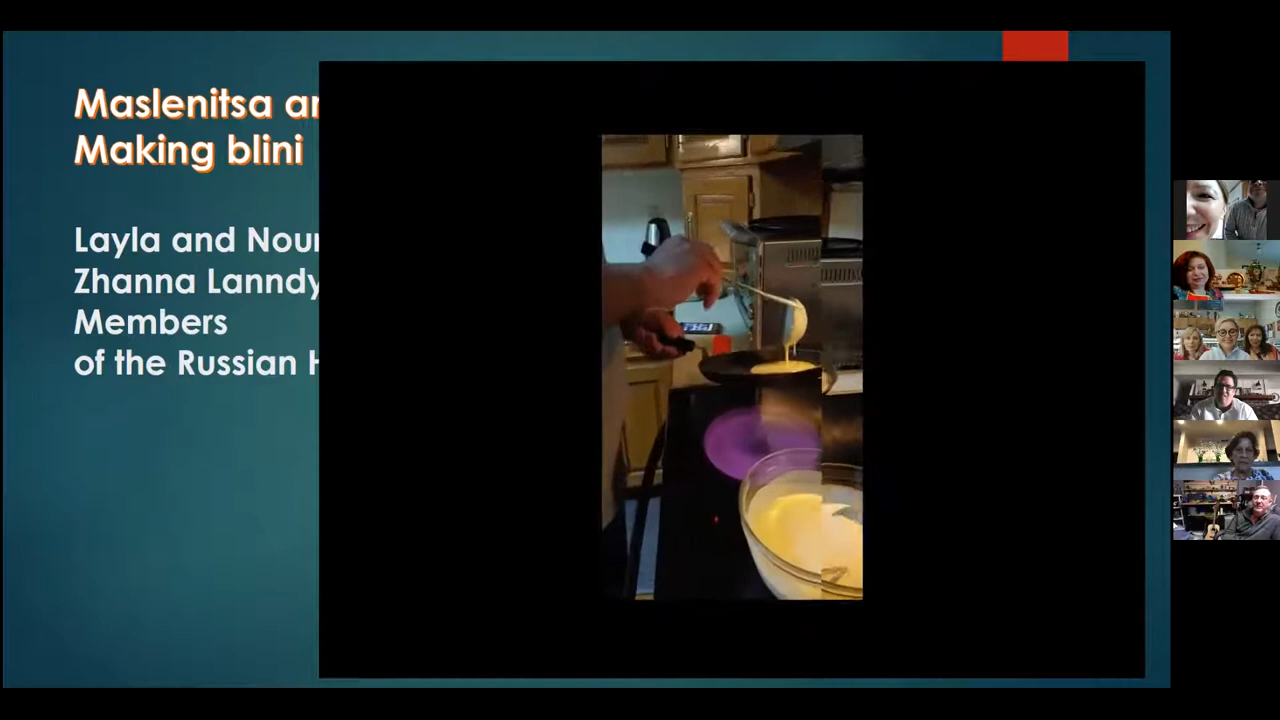 Maslenitsa
Making blini
Layla and
Zhanna
Members
of the Russian